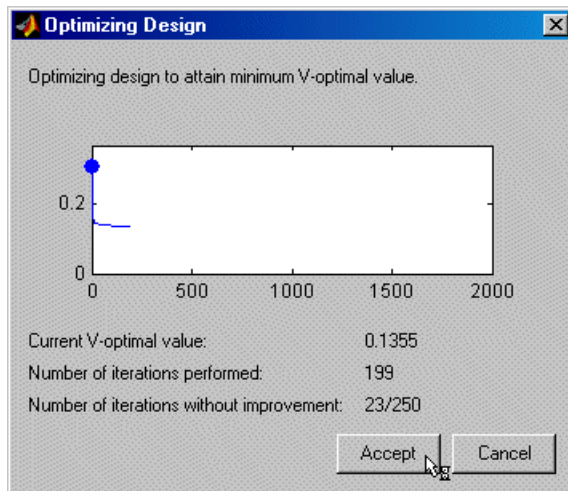 Optimizing Design
Optimizing design to attain minimum V-optimal value.
0.2
0
0 500 1000 1500 2000
Current V-optimal value: 0.1355
Number of iterations performed: 199
Number of iterations without improvement: 23/250
Accept Cancel